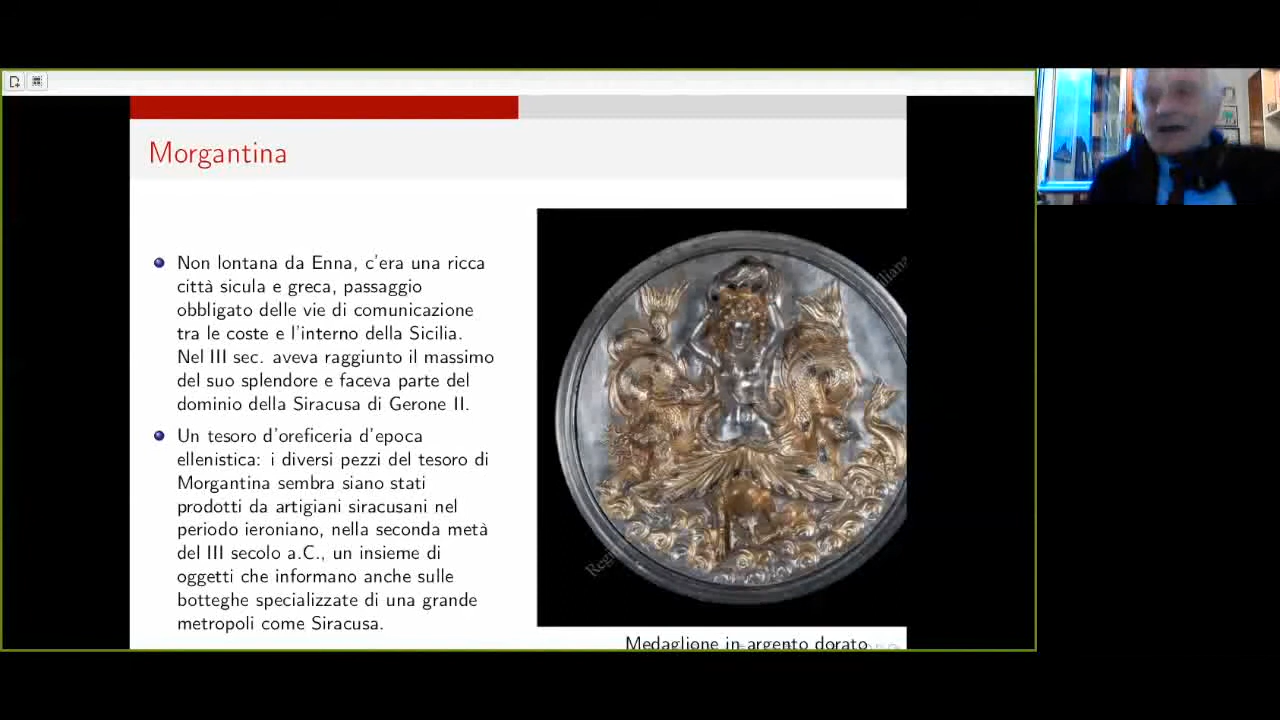 Morgantina
Non lontana da Enna, c'era una ricca
città sicula e greca, passaggio
obbligato delle vie di comunicazione
tra le coste e l'interno della Sicilia.
Nel III sec. aveva raggiunto il massimo
del suo splendore e faceva parte del
dominio della Siracusa di Gerone II.
Un tesoro d'oreficeria d'epoca
ellenistica: i diversi pezzi del tesoro di
Morgantina sembra siano stati
prodotti da artigiani siracusani nel
periodo ieroniano, nella seconda metà
del III secolo a.C., un insieme di
oggetti che informano anche sulle
botteghe specializzate di una grande
metropoli come Siracusa.
Medaglione in argento dorato